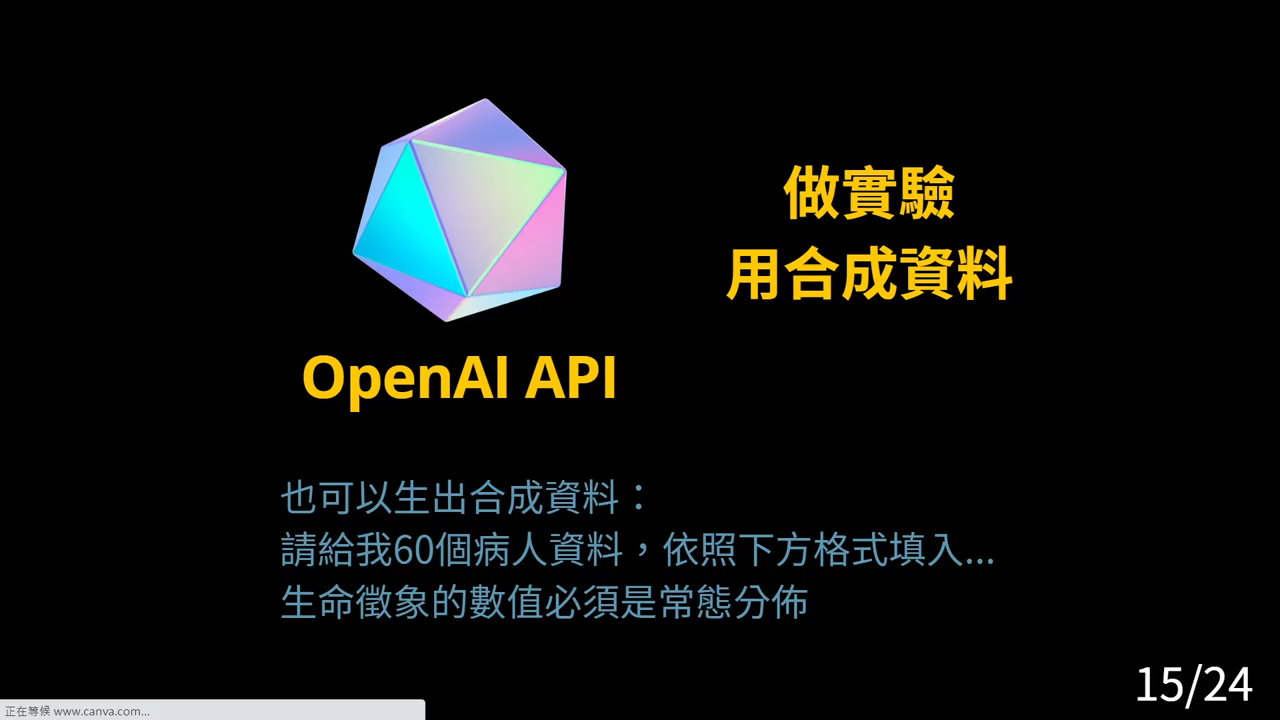 做實驗
用合成資料
OpenAI API
也可以生出合成資料：
請給我60個病人資料，依照下方格式填入...
生命徵象的數值必須是常態分佈
15/24
正在等候 www.canva.com...